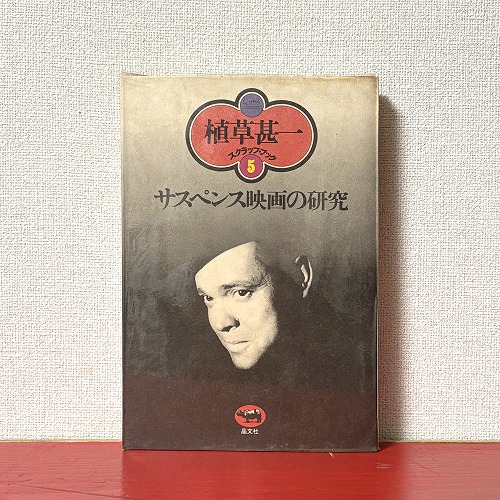 植草甚一
スクラップ・ブック
5
サスペンス映画の研究
晶文社